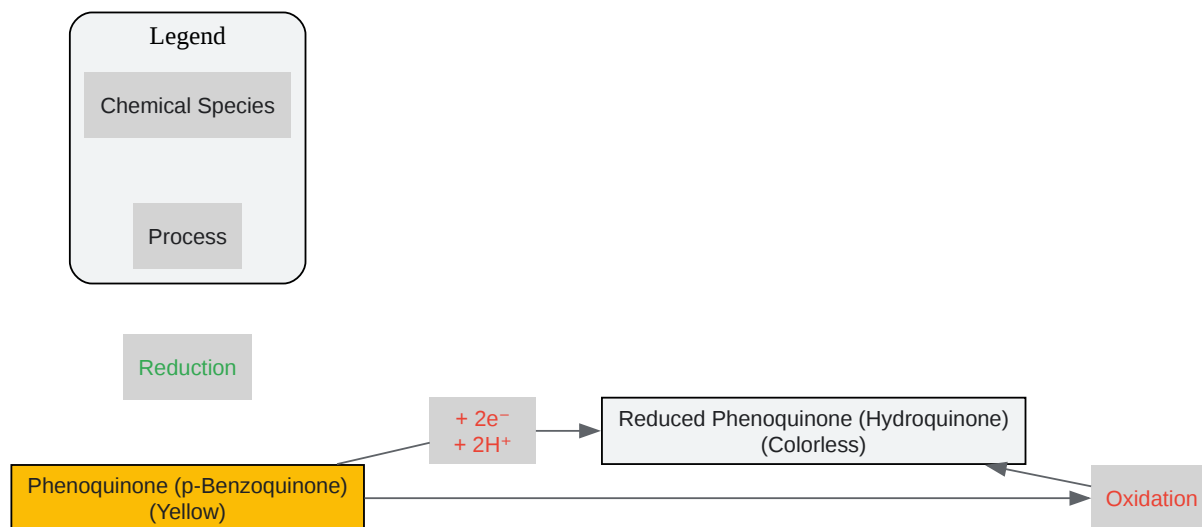 Legend
Chemical Species
Process
Reduction
+ 2e⁻
+ 2H⁺
Reduced Phenoquinone (Hydroquinone)
(Colorless)
Phenoquinone (p-Benzoquinone)
(Yellow)
Oxidation